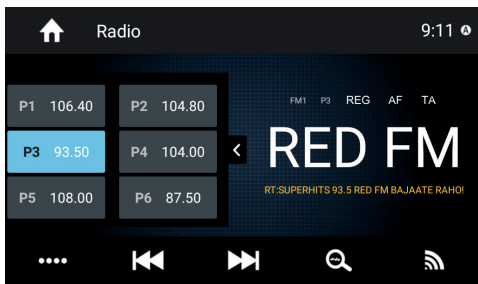 Radio 9:11 A
P1 106.40 P2 104.80
P3 93.50 P4 104.00
P5 108.00 P6 87.50
FM1 P3 REG AF TA
RED FM
RT:SUPERHITS 93.5 RED FM BAJAATE RAHO!